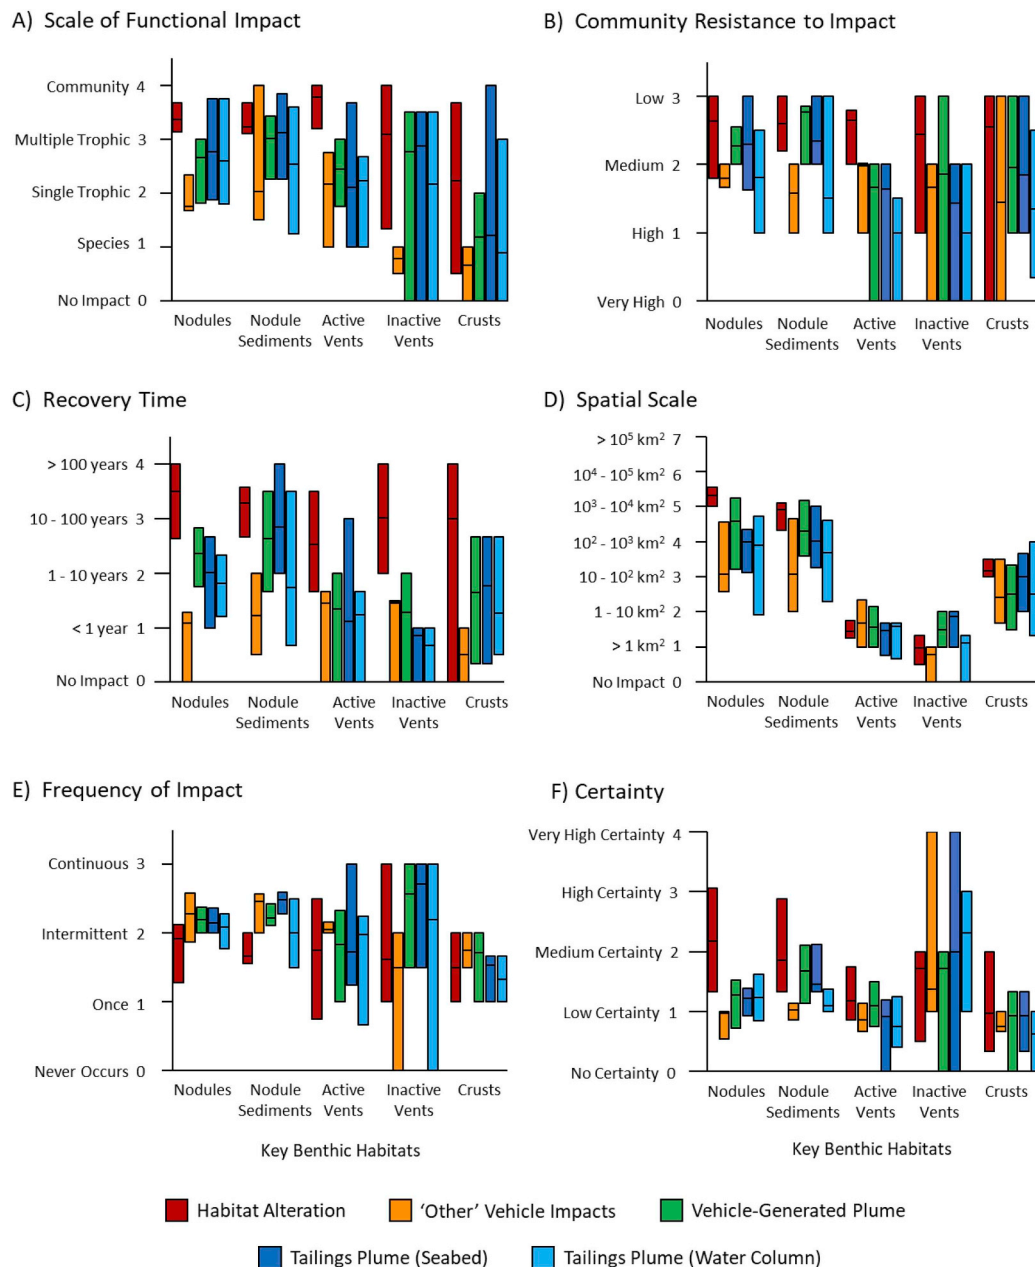 A) Scale of Functional Impact
Community 4
Multiple Trophic 3
Single Trophic 2
Species 1
No Impact 0
Nodules Nodule Sediments Active Vents Inactive Vents Crusts
B) Community Resistance to Impact
Low 3
Medium 2
High 1
Very High 0
Nodules Nodule Sediments Active Vents Inactive Vents Crusts
C) Recovery Time
> 100 years 4
10 - 100 years 3
1 - 10 years 2
< 1 year 1
No Impact 0
Nodules Nodule Sediments Active Vents Inactive Vents Crusts
D) Spatial Scale
> 10⁵ km² 7
10⁴ - 10⁵ km² 6
10³ - 10⁴ km² 5
10² - 10³ km² 4
10 - 10² km² 3
1 - 10 km² 2
> 1 km² 1
No Impact 0
Nodules Nodule Sediments Active Vents Inactive Vents Crusts
E) Frequency of Impact
Continuous 3
Intermittent 2
Once 1
Never Occurs 0
Nodules Nodule Sediments Active Vents Inactive Vents Crusts
Key Benthic Habitats
F) Certainty
Very High Certainty 4
High Certainty 3
Medium Certainty 2
Low Certainty 1
No Certainty 0
Nodules Nodule Sediments Active Vents Inactive Vents Crusts
Key Benthic Habitats
Habitat Alteration
‘Other’ Vehicle Impacts
Vehicle-Generated Plume
Tailings Plume (Seabed)
Tailings Plume (Water Column)